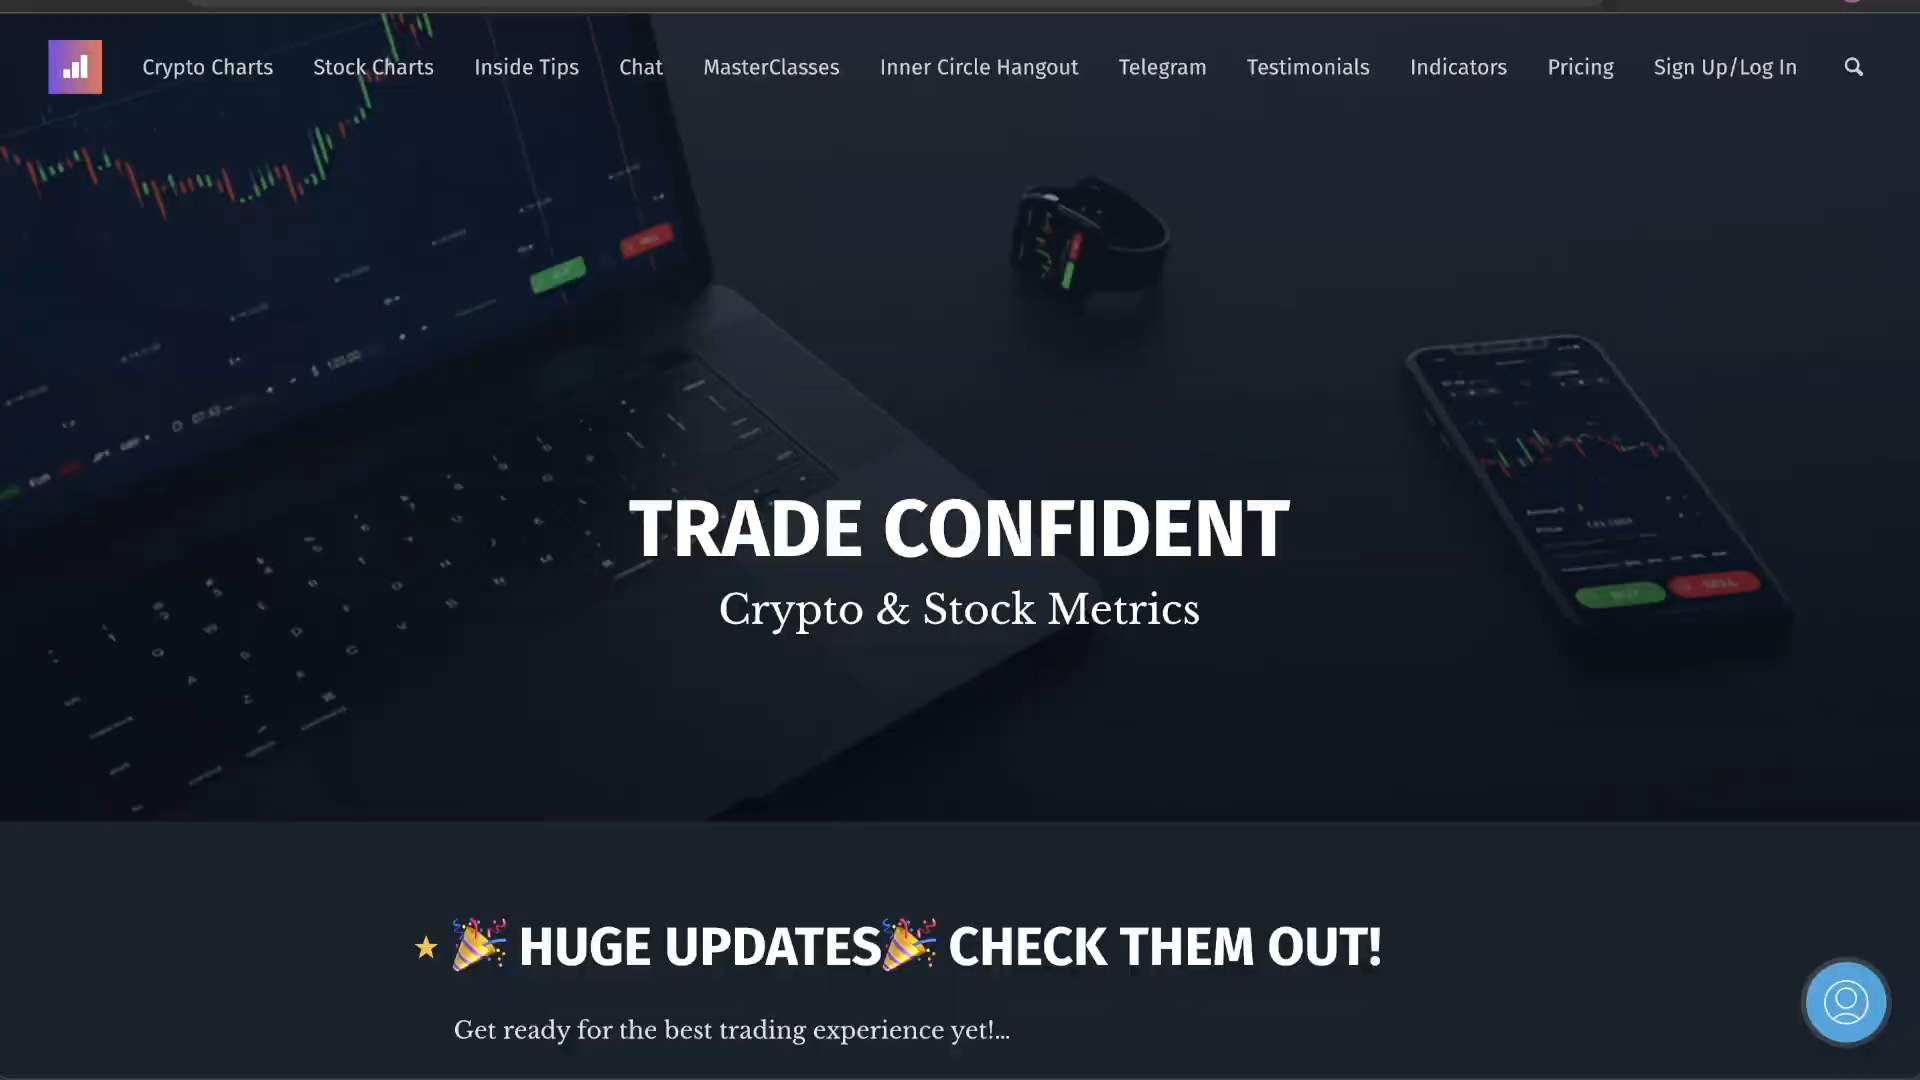 Crypto Charts Stock Charts Inside Tips Chat MasterClasses Inner Circle Hangout Telegram Testimonials Indicators Pricing Sign Up/Log In
TRADE CONFIDENT
Crypto & Stock Metrics
HUGE UPDATES🎉 CHECK THEM OUT!
Get ready for the best trading experience yet!...